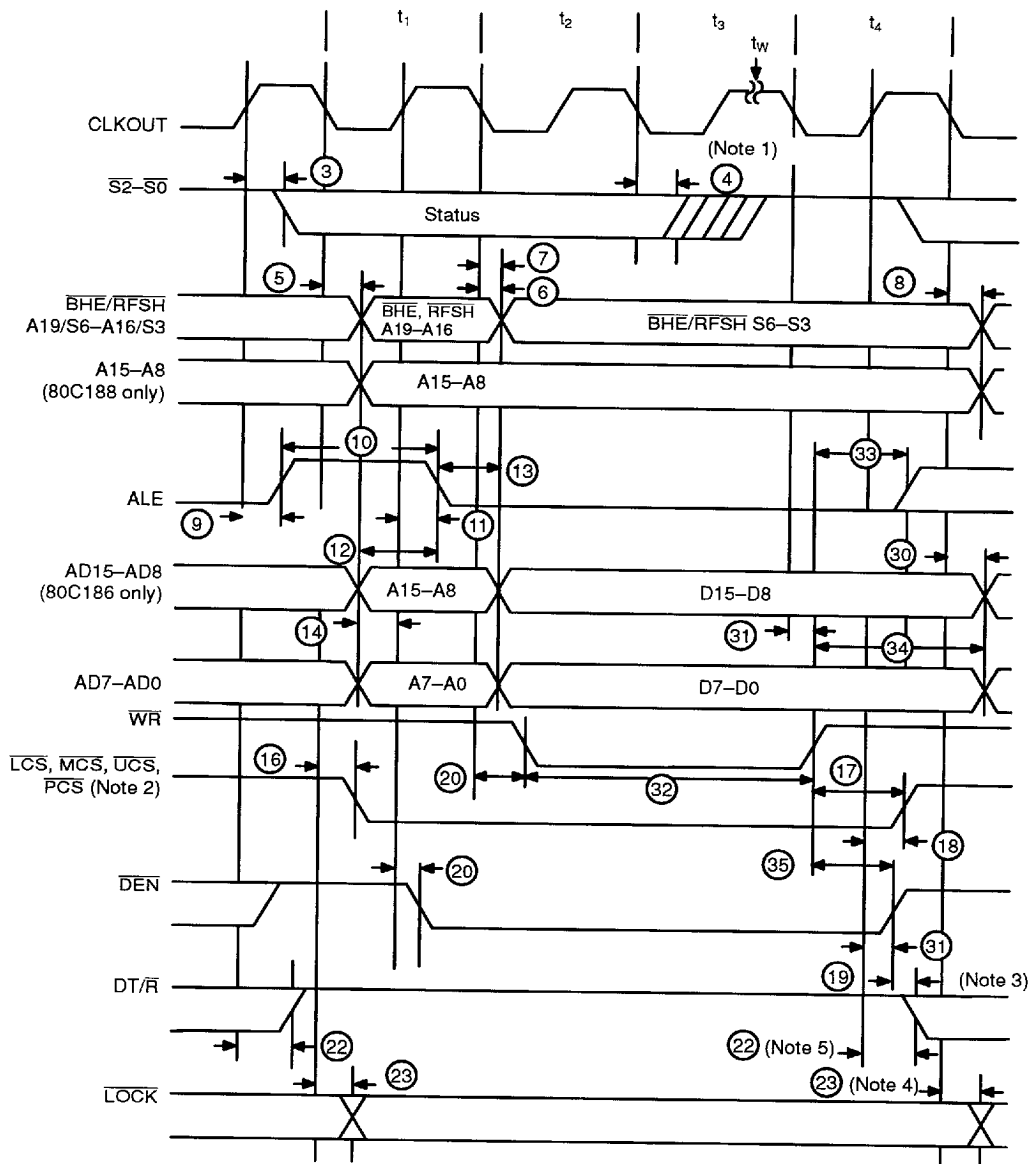 t1 t2 t3 t4
tW
CLKOUT
(Note 1)
3 4
S2–S0
Status
7
5 6 8
BHE/RFSH
A19/S6–A16/S3
BHE, RFSH
A19–A16
BHE/RFSH S6–S3
A15–A8
(80C188 only)
A15–A8
10 33
13
ALE
9 11
12 30
AD15–AD8
(80C186 only)
A15–A8
D15–D8
14 31 34
AD7–AD0
A7–A0
D7–D0
WR
LCS, MCS, UCS,
PCS (Note 2)
16 20 32 17
18
20 35
DEN
31
19 (Note 3)
DT/R
22 22 (Note 5)
23 23 (Note 4)
LOCK